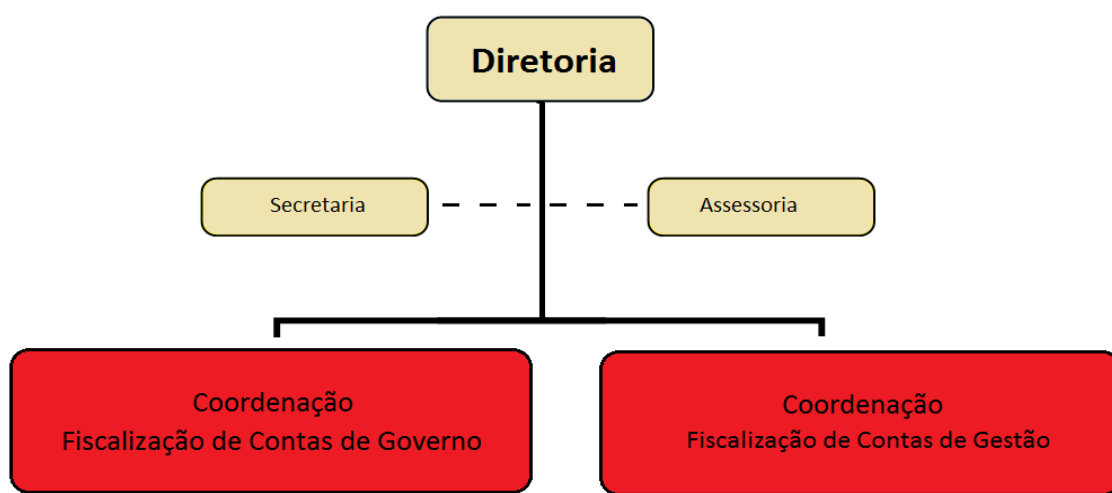 Diretoria
Secretaria
Assessoria
Coordenação
Fiscalização de Contas de Governo
Coordenação
Fiscalização de Contas de Gestão